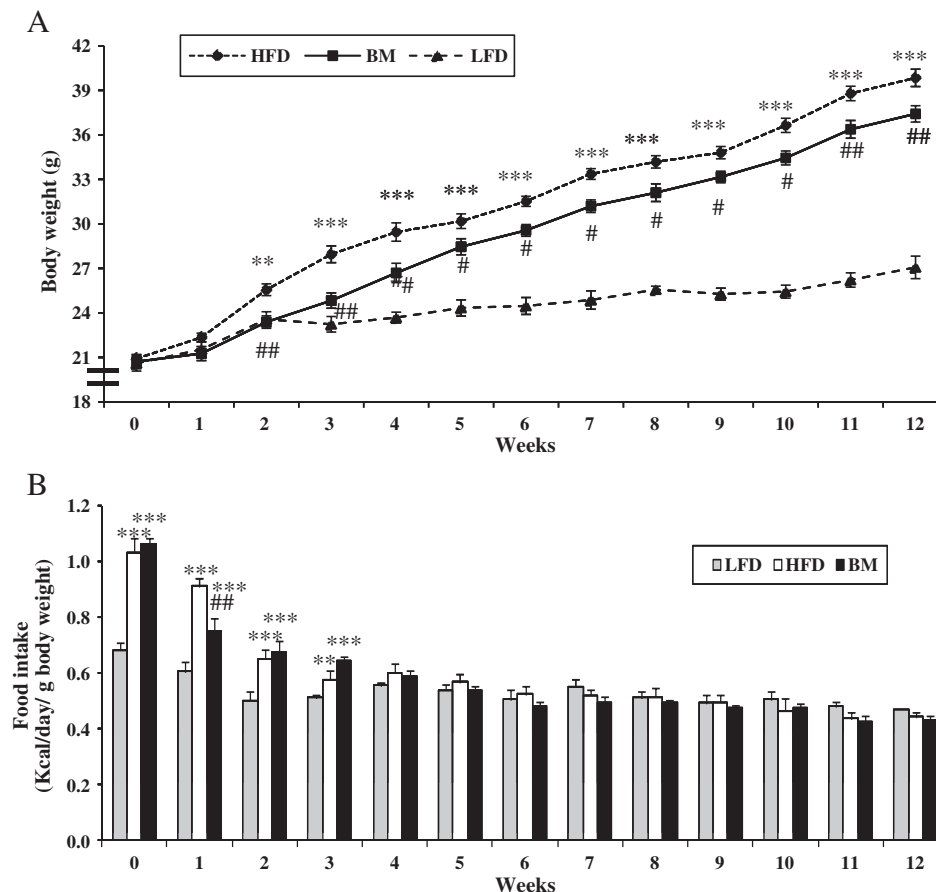 A
HFD BM LFD
Body weight (g)
42
39
36
33
30
27
24
21
18
** *** *** *** *** *** *** *** *** *** ***
## ## ## # # # # # # ## ##
0 1 2 3 4 5 6 7 8 9 10 11 12
Weeks
B
LFD HFD BM
Food intake
(Kcal/day/ g body weight)
1.2
1.0
0.8
0.6
0.4
0.2
0.0
*** *** *** *** *** *** ** ***
##
0 1 2 3 4 5 6 7 8 9 10 11 12
Weeks